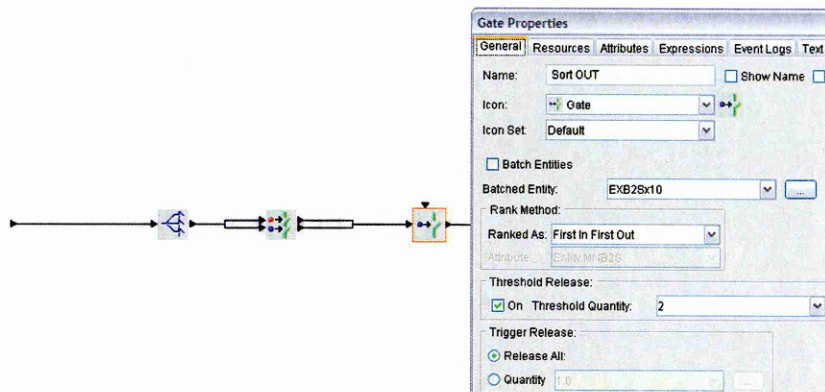 Gate Properties
General Resources Attributes Expressions Event Logs Text
Name: Sort OUT Show Name
Icon: Gate
Icon Set: Default
Batch Entities
Batched Entity: EXB2Sx10 ...
Rank Method:
Ranked As: First In First Out
Attribute: Entity.MNB2S
Threshold Release:
On Threshold Quantity: 2
Trigger Release:
Release All:
Quantity 1.0 ...